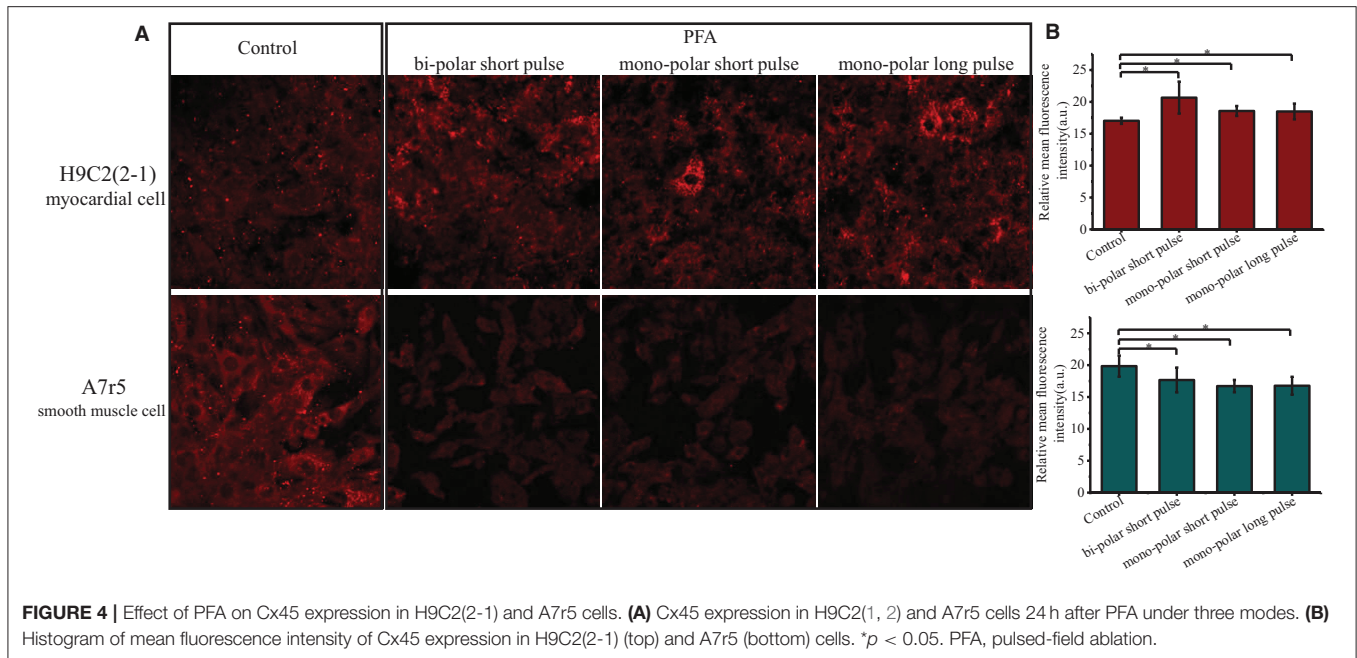 A
Control
PFA
bi-polar short pulse
mono-polar short pulse
mono-polar long pulse
H9C2(2-1)
myocardial cell
A7r5
smooth muscle cell
B
Relative mean fluorescence
intensity(a.u.)
25
20
15
10
5
0
*
*
*
Control
bi-polar short pulse
mono-polar short pulse
mono-polar long pulse
Relative mean fluorescence
intensity(a.u.)
25
20
15
10
5
0
*
*
*
Control
bi-polar short pulse
mono-polar short pulse
mono-polar long pulse
FIGURE 4 | Effect of PFA on Cx45 expression in H9C2(2-1) and A7r5 cells. (A) Cx45 expression in H9C2(1, 2) and A7r5 cells 24 h after PFA under three modes. (B)
Histogram of mean fluorescence intensity of Cx45 expression in H9C2(2-1) (top) and A7r5 (bottom) cells. *p < 0.05. PFA, pulsed-field ablation.